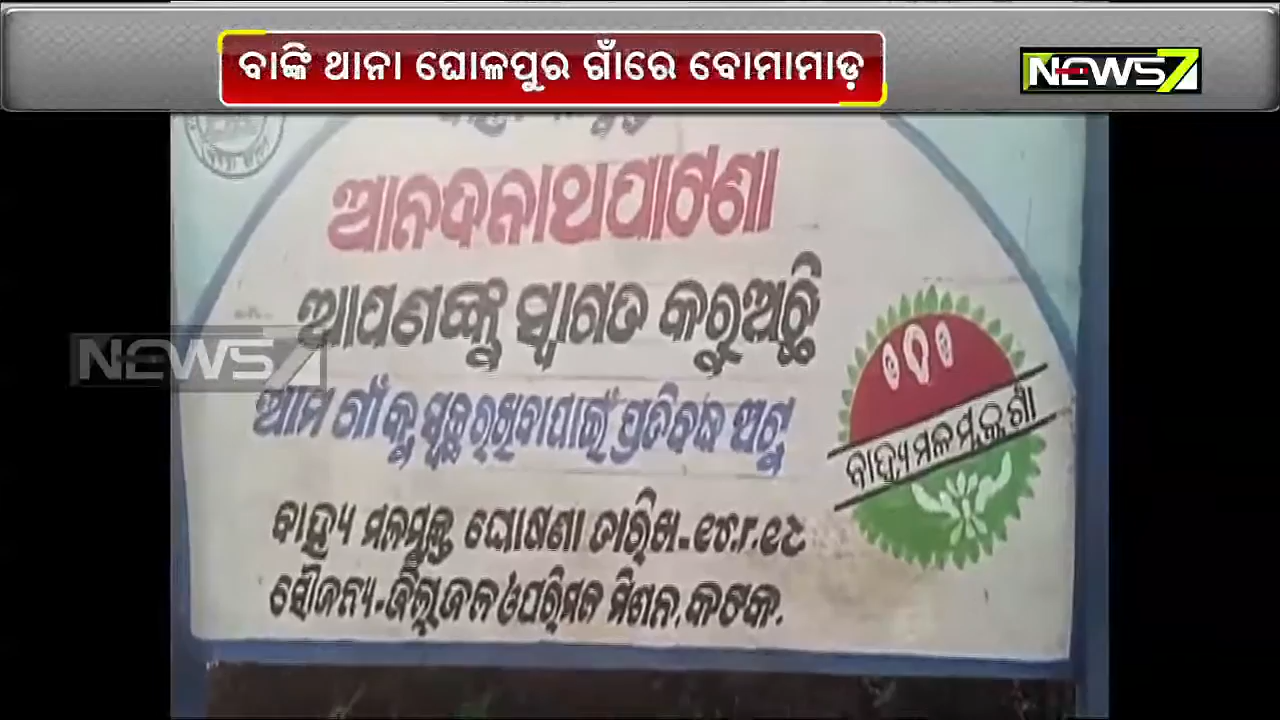 ବାଙ୍କି ଥାନା ଘୋଳପୁର ଗାଁରେ ବୋମାମାଡ଼
NEWS7
ଆନନ୍ଦନାଥପାଟଣା
ଆପଣଙ୍କୁ ସ୍ୱାଗତ କରୁଅଛି
NEWS7
ଆମ ଗାଁକୁ ସ୍ୱଚ୍ଛ ରଖିବାପାଇଁ ପ୍ରତିବଦ୍ଧ ଅଟୁ
ବାହ୍ୟମଳମୁକ୍ତ ଗାଁ
ବାହ୍ୟ ମଳମୁକ୍ତ ଘୋଷଣା ତାରିଖ-
ସୌଜନ୍ୟ-ଜିଲ୍ଲା ଜଳ ଓ ପରିମଳ ମିଶନ, କଟକ.